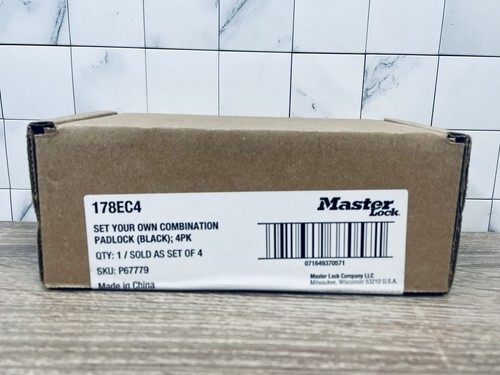 178EC4
SET YOUR OWN COMBINATION
PADLOCK (BLACK); 4PK
QTY: 1 / SOLD AS SET OF 4
SKU: P67779
Made in China
Master
Lock®
071649370571
Master Lock Company LLC
Milwaukee, Wisconsin 53210 U.S.A.